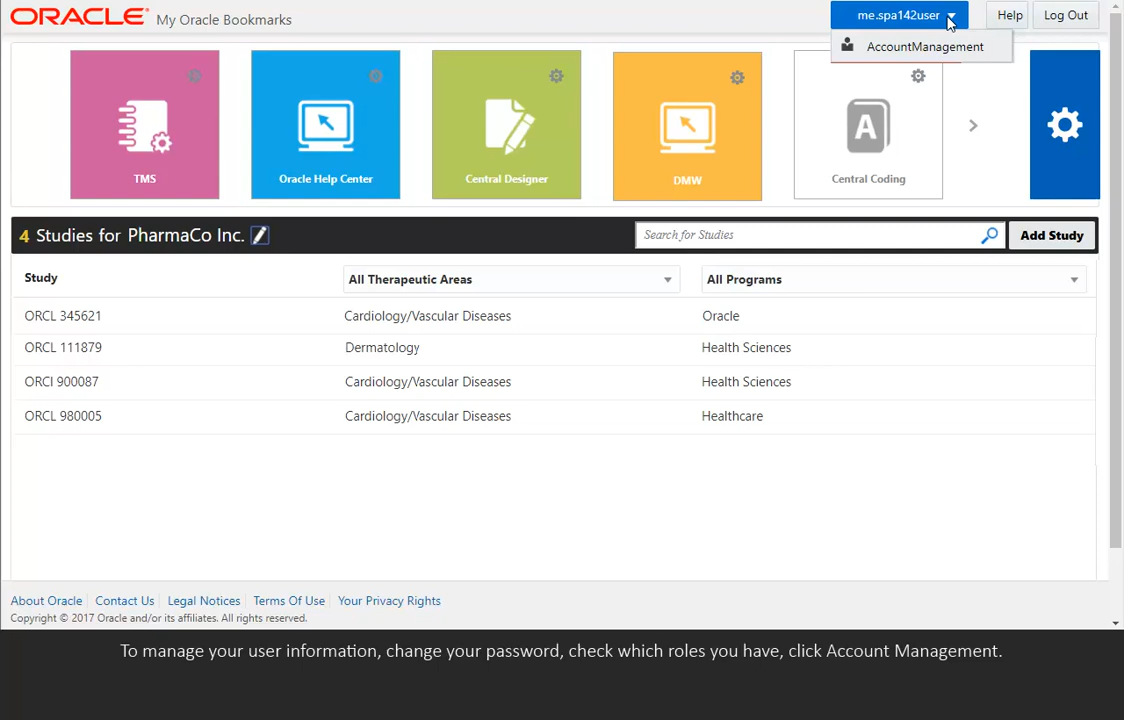 ORACLE® My Oracle Bookmarks me.spa142user Help Log Out
AccountManagement
A
TMS Oracle Help Center Central Designer DMW Central Coding
4 Studies for PharmaCo Inc. Search for Studies Add Study
Study All Therapeutic Areas All Programs
ORCL 345621 Cardiology/Vascular Diseases Oracle
ORCL 111879 Dermatology Health Sciences
ORCI 900087 Cardiology/Vascular Diseases Health Sciences
ORCL 980005 Cardiology/Vascular Diseases Healthcare
About Oracle Contact Us Legal Notices Terms Of Use Your Privacy Rights
Copyright © 2017 Oracle and/or its affiliates. All rights reserved.
To manage your user information, change your password, check which roles you have, click Account Management.